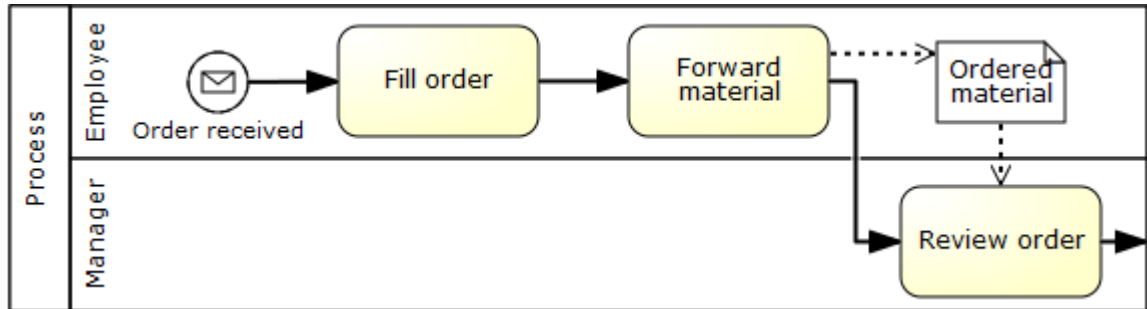 Process
Employee
Order received
Fill order
Forward
material
Ordered
material
Manager
Review order